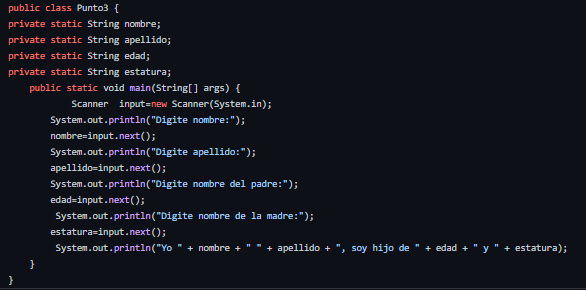 public class Punto3 {
private static String nombre;
private static String apellido;
private static String edad;
private static String estatura;
public static void main(String[] args) {
Scanner  input=new Scanner(System.in);
System.out.println("Digite nombre:");
nombre=input.next();
System.out.println("Digite apellido:");
apellido=input.next();
System.out.println("Digite nombre del padre:");
edad=input.next();
System.out.println("Digite nombre de la madre:");
estatura=input.next();
System.out.println("Yo " + nombre + " " + apellido + ", soy hijo de " + edad + " y " + estatura);
}
}